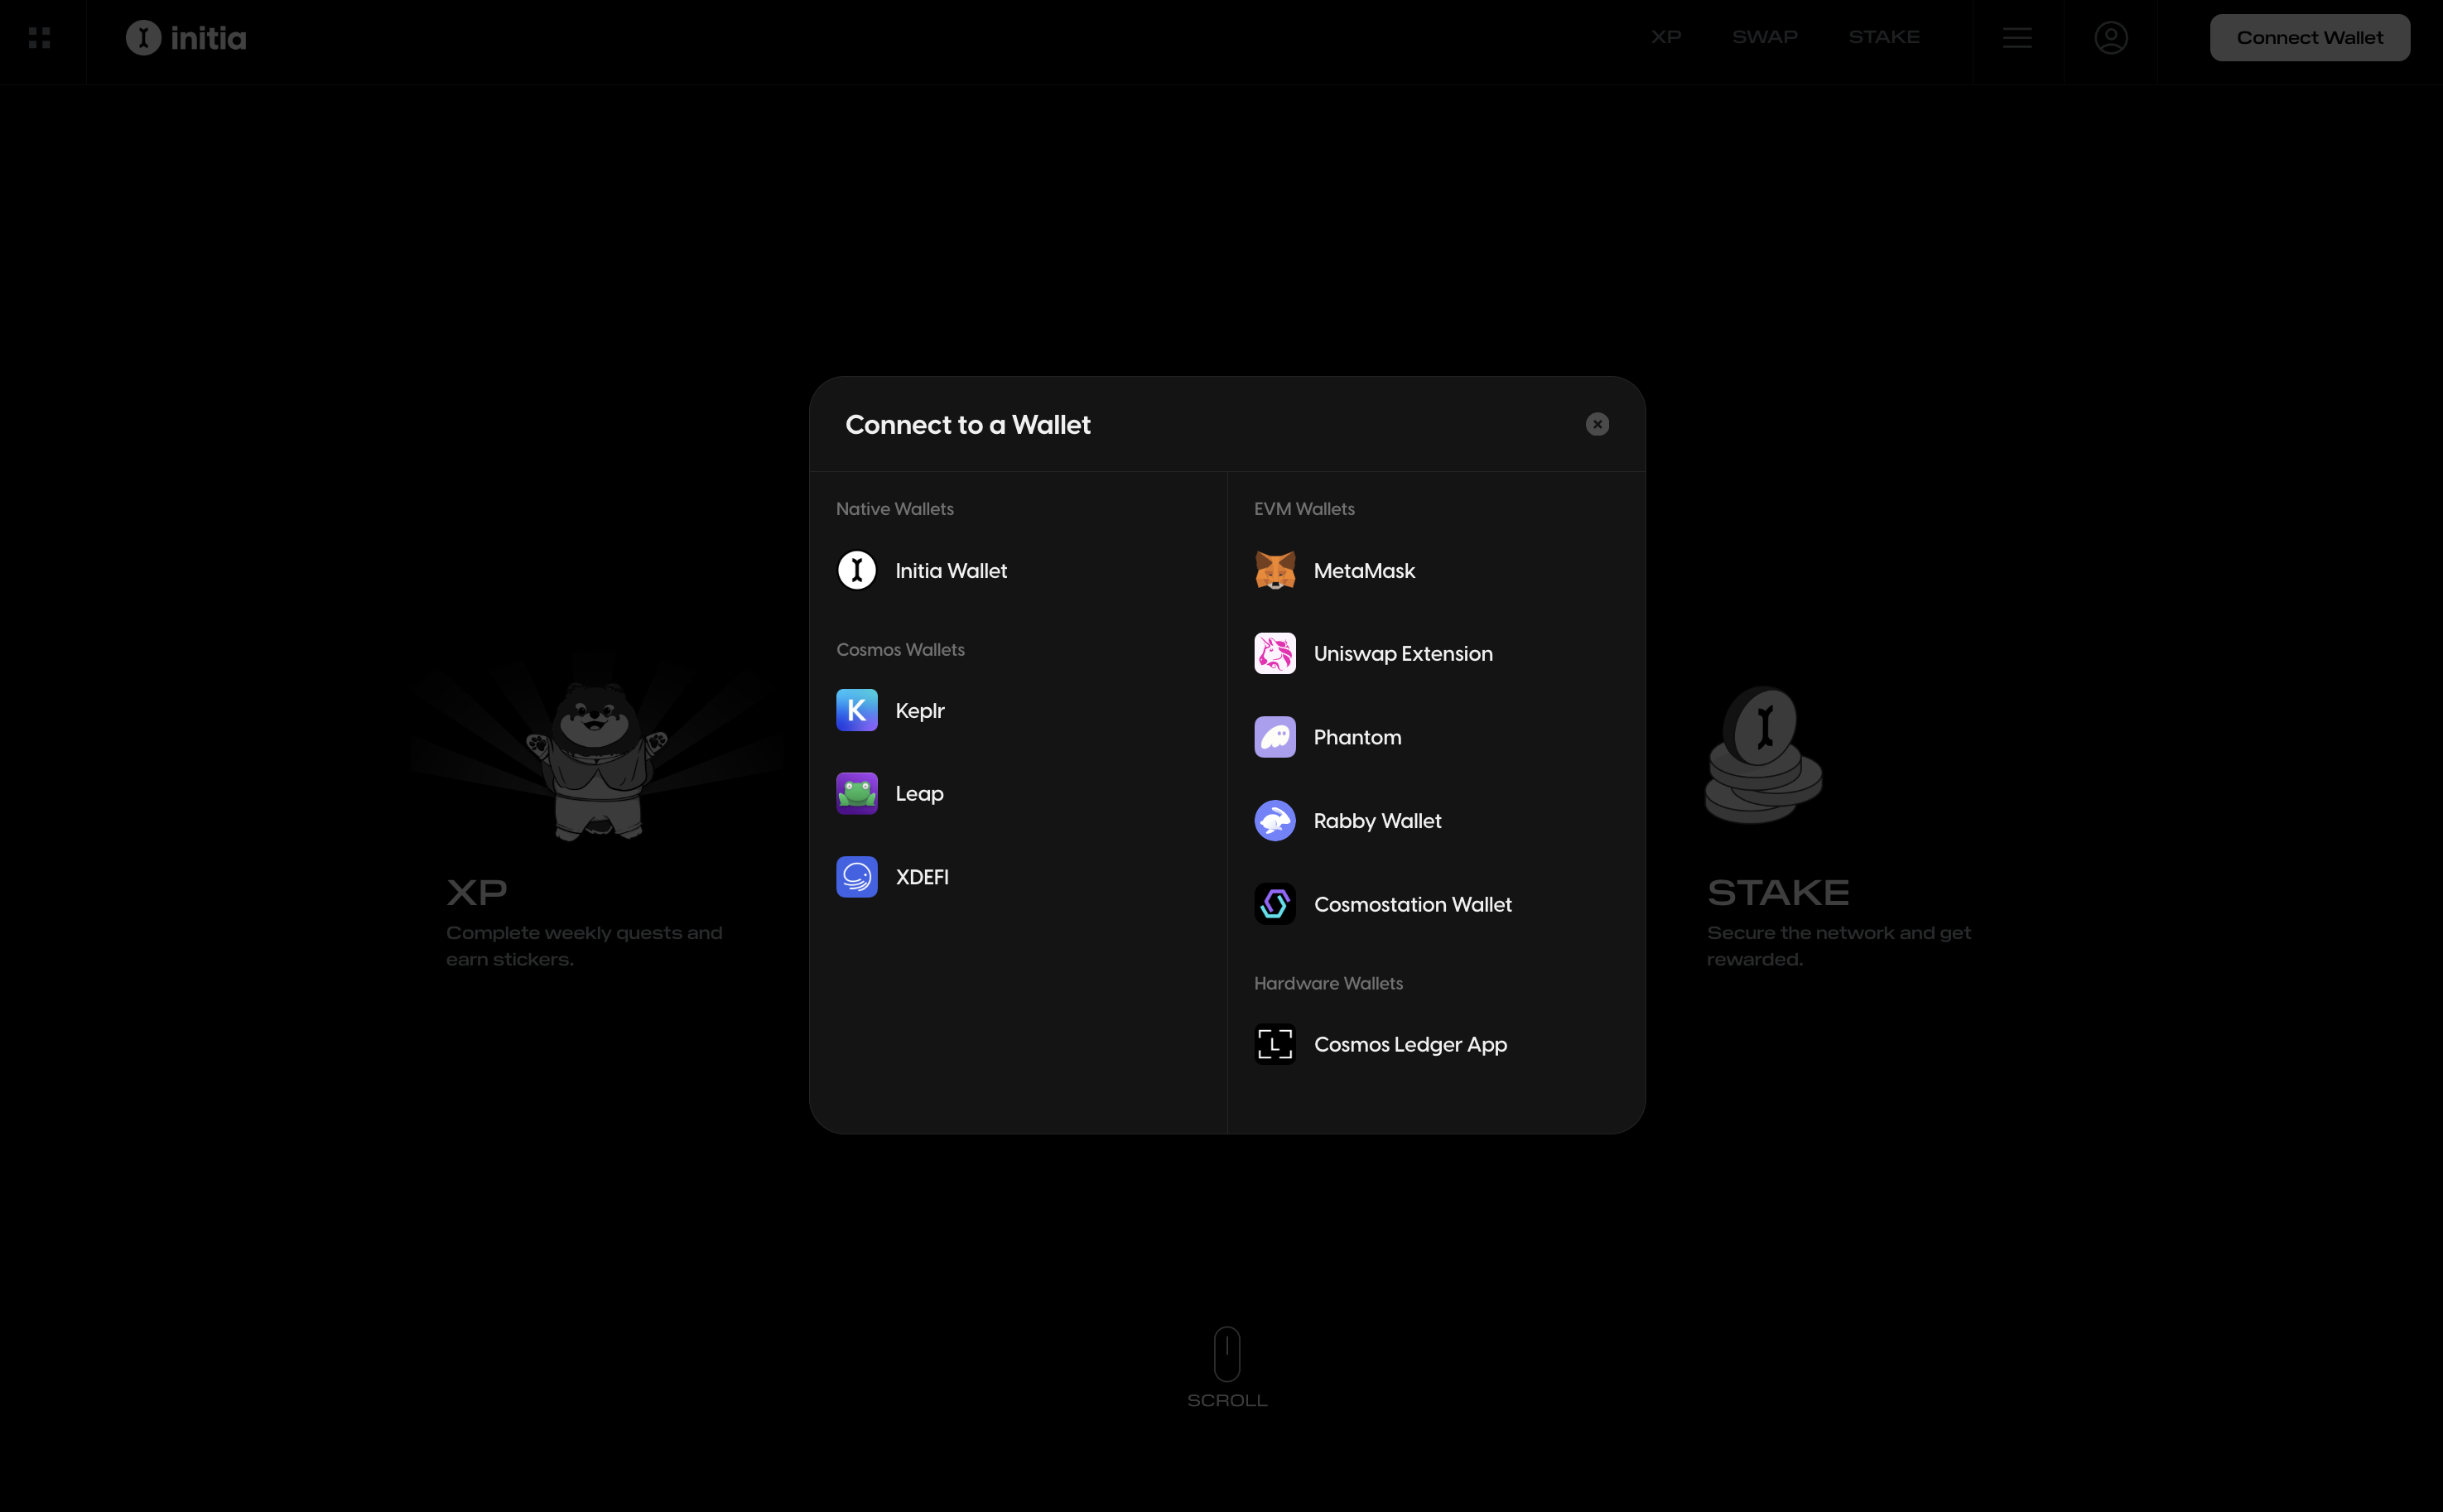 initia
XP
SWAP
STAKE
Connect Wallet
Connect to a Wallet
Native Wallets
Initia Wallet
Cosmos Wallets
K
Keplr
Leap
XDEFI
EVM Wallets
MetaMask
Uniswap Extension
Phantom
Rabby Wallet
Cosmostation Wallet
Hardware Wallets
L
Cosmos Ledger App
XP
Complete weekly quests and
earn stickers.
STAKE
Secure the network and get
rewarded.
SCROLL